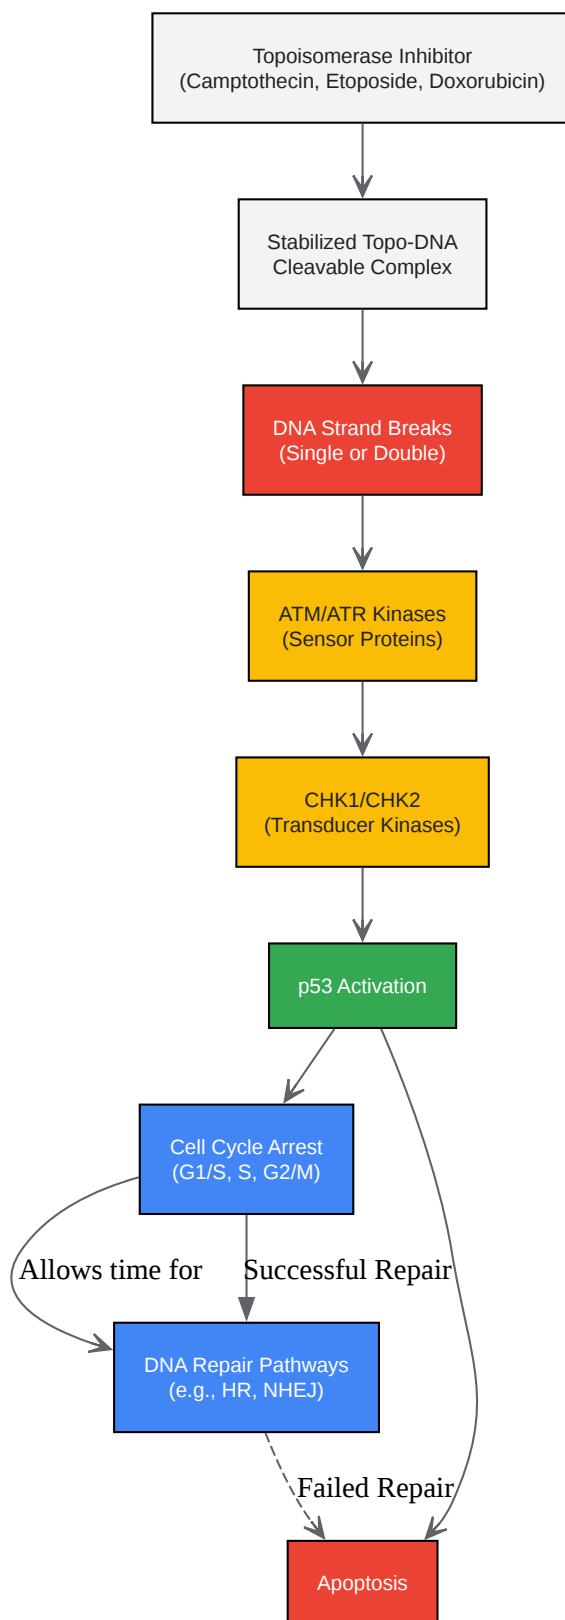 Topoisomerase Inhibitor
(Camptothecin, Etoposide, Doxorubicin)
Stabilized Topo-DNA
Cleavable Complex
DNA Strand Breaks
(Single or Double)
ATM/ATR Kinases
(Sensor Proteins)
CHK1/CHK2
(Transducer Kinases)
p53 Activation
Cell Cycle Arrest
(G1/S, S, G2/M)
Allows time for
Successful Repair
DNA Repair Pathways
(e.g., HR, NHEJ)
Failed Repair
Apoptosis